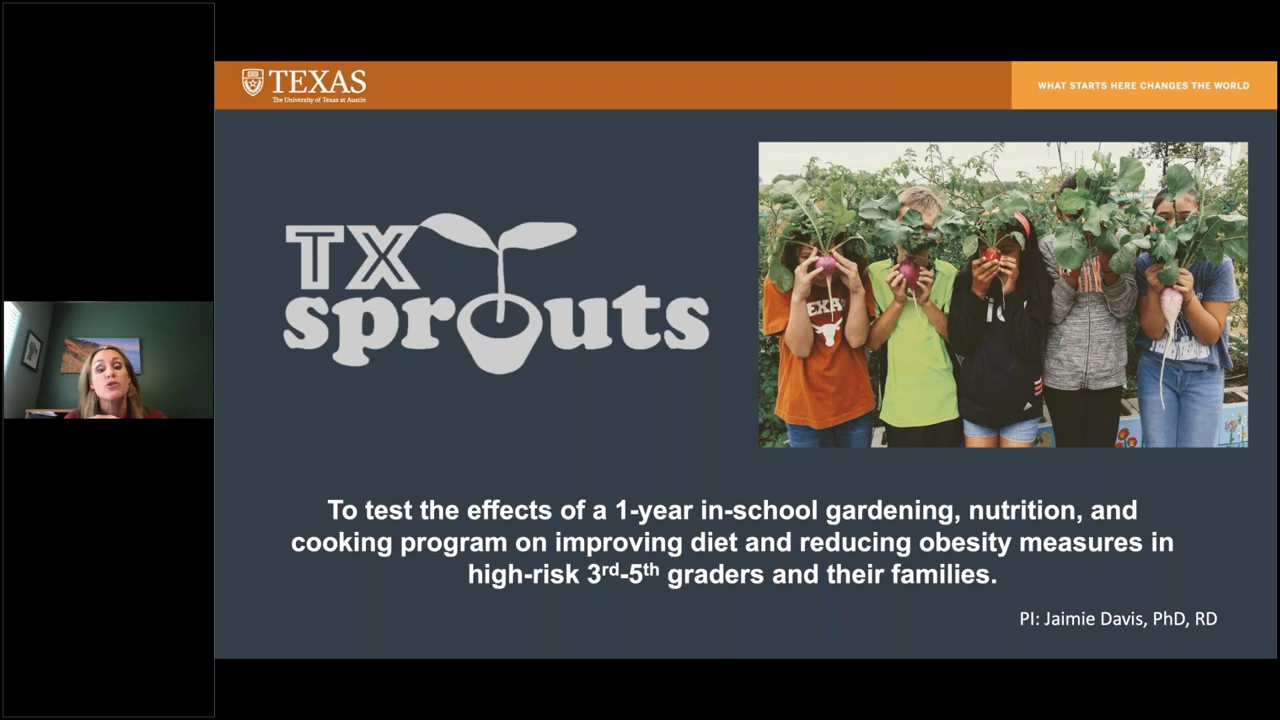 TEXAS
The University of Texas at Austin
WHAT STARTS HERE CHANGES THE WORLD
TX
sprouts
TEXAS
To test the effects of a 1-year in-school gardening, nutrition, and
cooking program on improving diet and reducing obesity measures in
high-risk 3rd-5th graders and their families.
PI: Jaimie Davis, PhD, RD